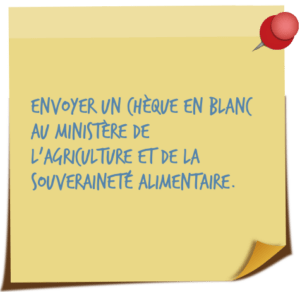 ENVOYER UN CHÈQUE EN BLANC
AU MINISTÈRE DE
L'AGRICULTURE ET DE LA
SOUVERAINETÉ ALIMENTAIRE.